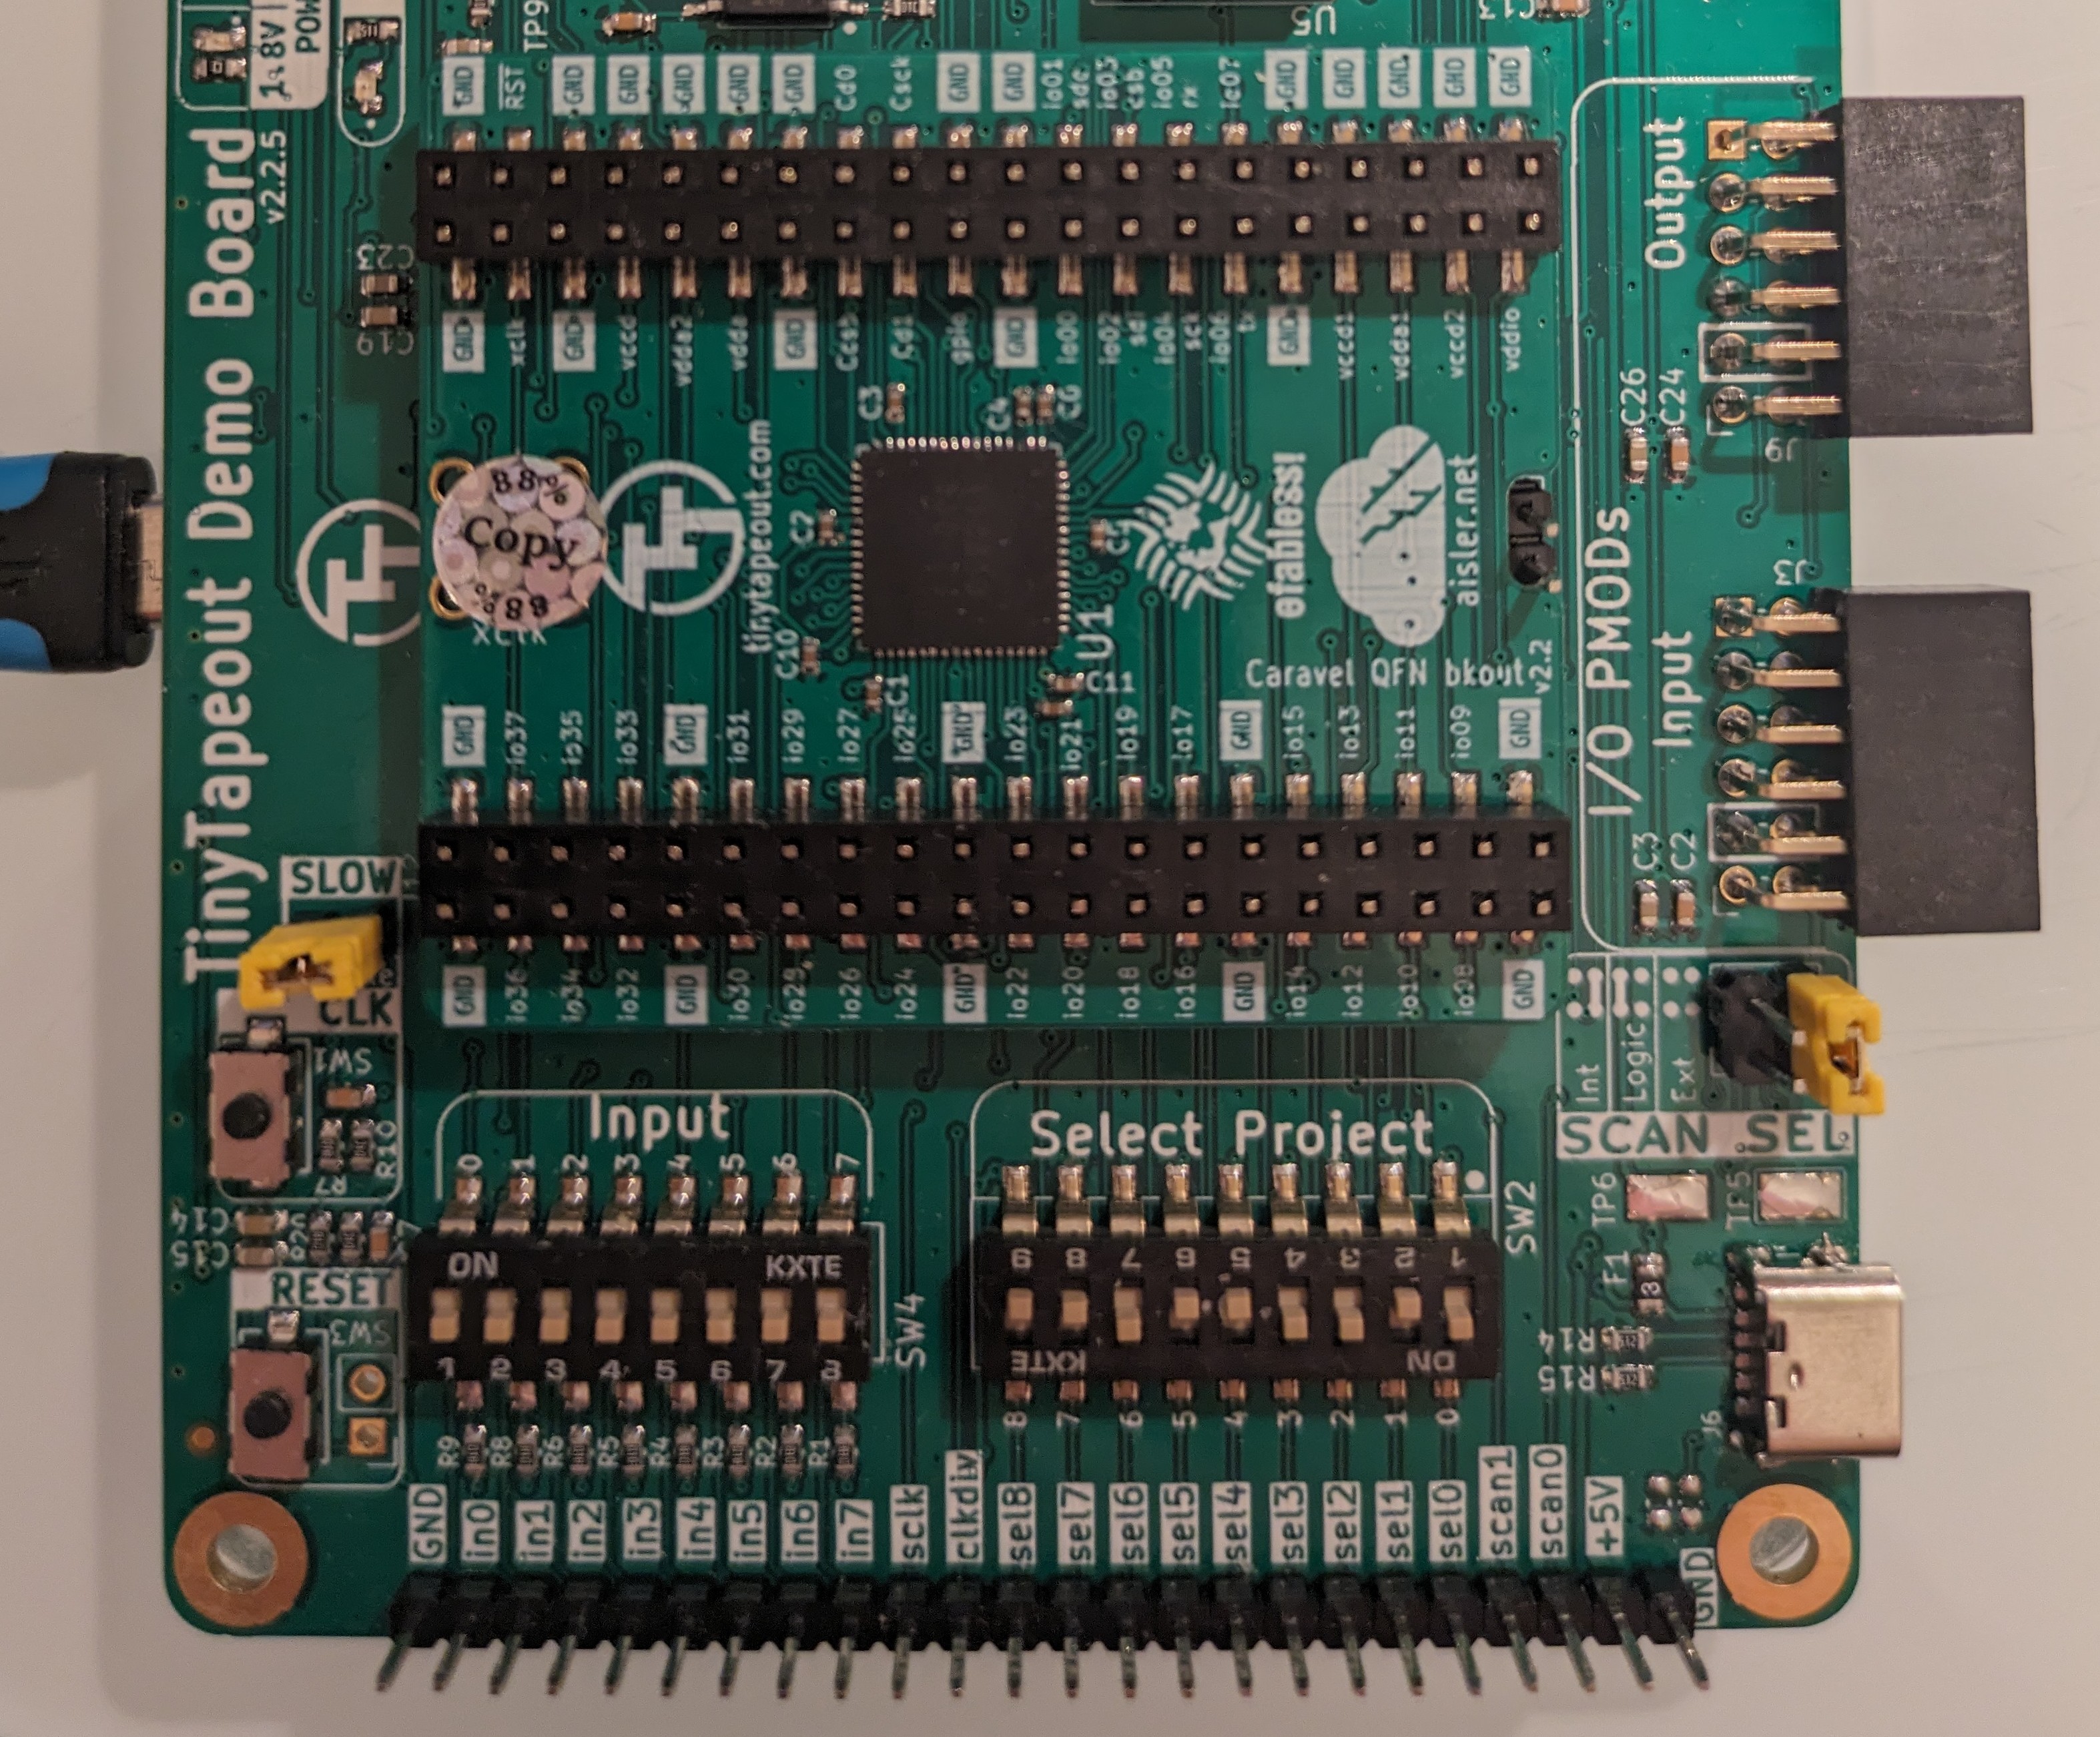 1.8V
POW
TP9
U5
C13
TinyTapeout Demo Board
v2.2.5
GND
RST
GND
GND
GND
GND
GND
Cd0
Csck
GND
GND
io01
sdo
io03
csb
io05
rx
io07
GND
GND
GND
GND
GND
C23
C19
GND
xclk
GND
vccd
vdda2
vdda
GND
Ccsb
Cd1
gpio
GND
io00
io02
sdi
io04
sck
io06
tx
GND
vccd1
vdda1
vccd2
vddio
Output
J9
C26
C24
88%
Copy
88%
xclk
TT
TT
tinytapeout.com
C3
C4
C6
C2
C10
C1
U1
C11
efabless!
aisler.net
Caravel QFN bkout
v2.2
I/O PMODs
Input
J3
C3
C2
GND
io37
io35
io33
GND
io31
io29
io27
io25
GND
io23
io21
io19
io17
GND
io15
io13
io11
io09
GND
GND
io36
io34
io32
GND
io30
io28
io26
io24
GND
io22
io20
io18
io16
GND
io14
io12
io10
io08
GND
SLOW
CLK
SW1
R10
R7
C14
C15
RESET
SW3
Int
Logic
Ext
SCAN SEL
TP6
TP5
F1
R14
R15
J6
Input
0 1 2 3 4 5 6 7
ON KXTE
1 2 3 4 5 6 7 8
SW4
R9 R8 R6 R5 R4 R3 R2 R1
Select Project
9 8 7 6 5 4 3 2 1
KXTE ON
8 7 6 5 4 3 2 1 0
SW2
GND
in0
in1
in2
in3
in4
in5
in6
in7
sclk
clkdiv
sel8
sel7
sel6
sel5
sel4
sel3
sel2
sel1
sel0
scan1
scan0
+5V
GND